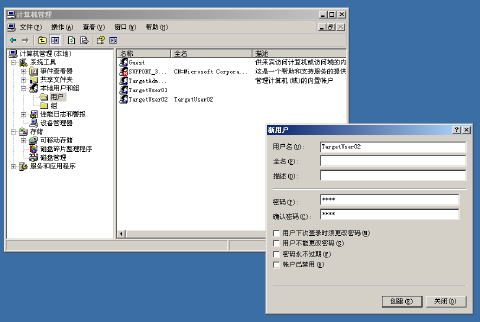 计算机管理
文件(F) 操作(A) 查看(V) 窗口(W) 帮助(H)
计算机管理(本地)
系统工具
事件查看器
共享文件夹
本地用户和组
用户
组
性能日志和警报
设备管理器
存储
可移动存储
磁盘碎片整理程序
磁盘管理
服务和应用程序
名称 全名 描述
Guest 供来宾访问计算机或访问域的内
SUPPORT_3... CN=Microsoft Corpora... 这是一个帮助和支持服务的提供
TargetAdm... 管理计算机(域)的内置帐户
TargetUser01
TargetUser02 TargetUser02
新用户
用户名(U): TargetUser02
全名(F):
描述(D):
密码(P): ****
确认密码(C): ****
用户下次登录时须更改密码(M)
用户不能更改密码(S)
密码永不过期(W)
帐户已禁用(B)
创建(E) 关闭(O)